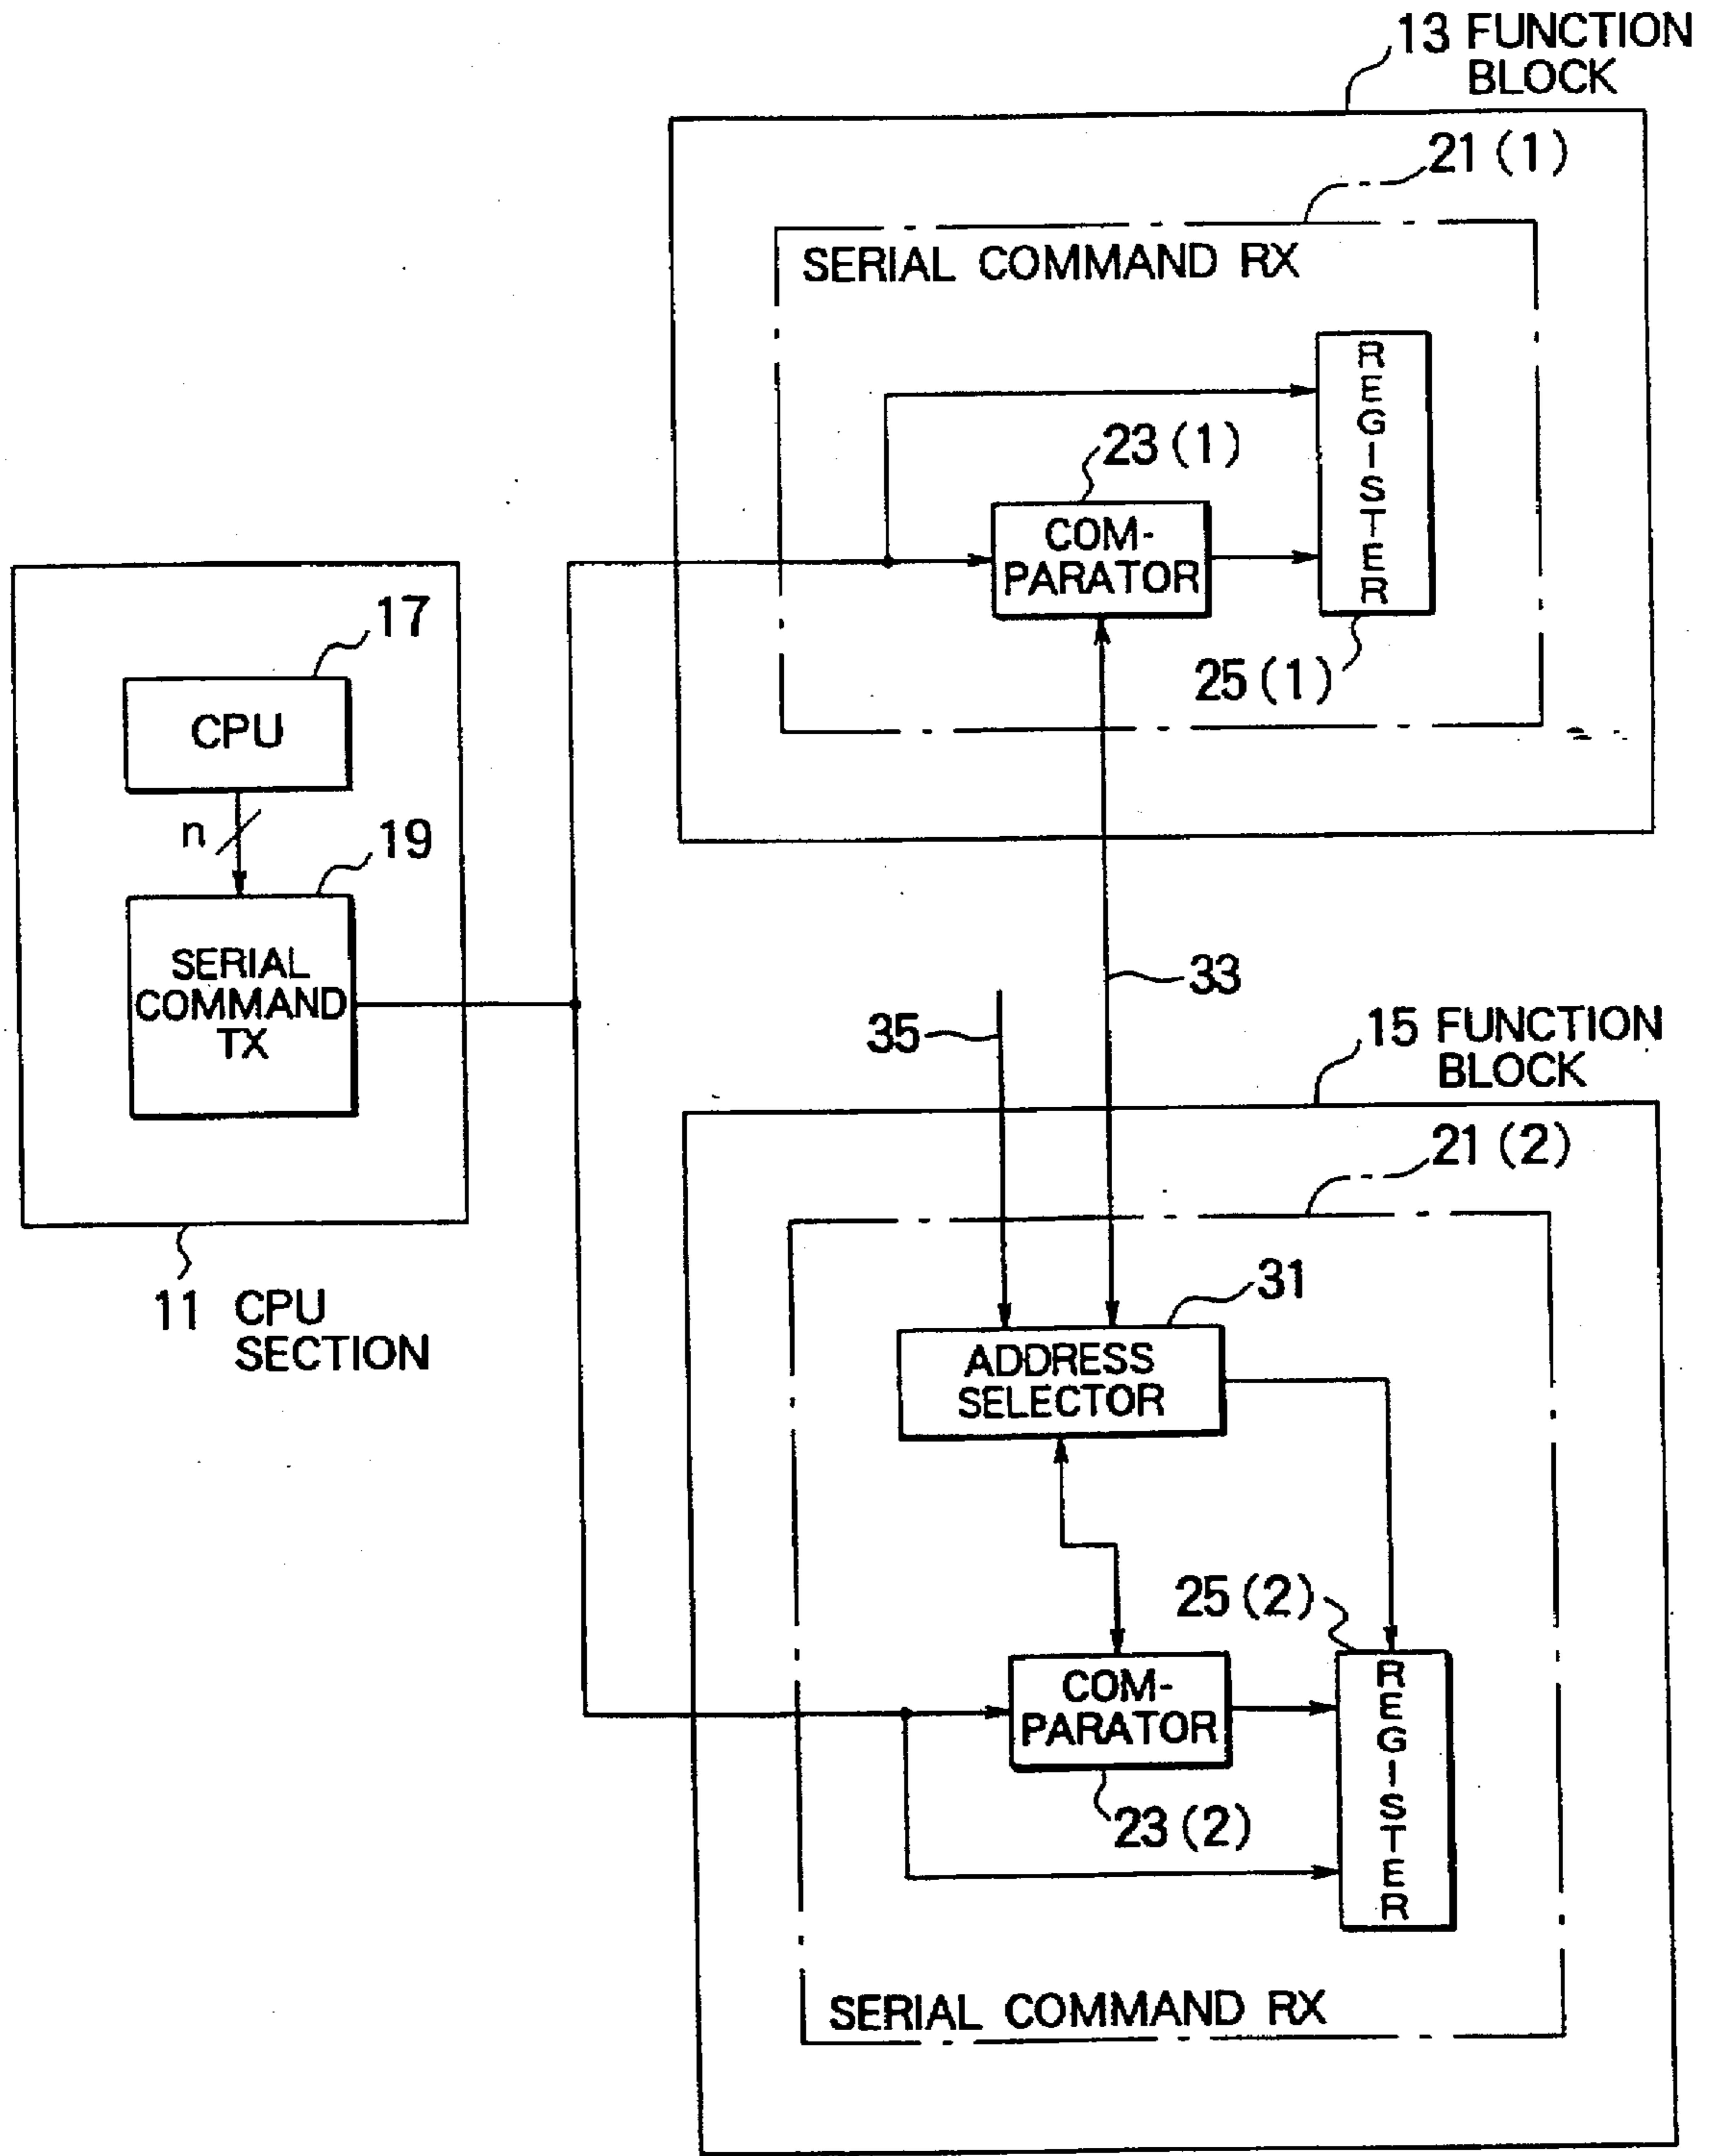 13 FUNCTION
BLOCK
21 (1)
SERIAL COMMAND RX
REGISTER
23 (1)
COM-
PARATOR
25 (1)
17
CPU
n
19
SERIAL
COMMAND
TX
11 CPU
SECTION
33
35
15 FUNCTION
BLOCK
21 (2)
31
ADDRESS
SELECTOR
25 (2)
REGISTER
COM-
PARATOR
23 (2)
SERIAL COMMAND RX